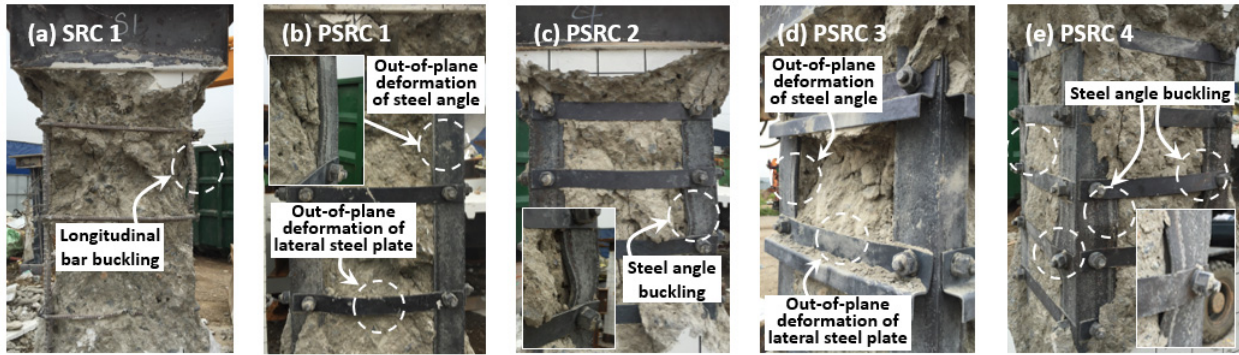 (a) SRC 1
Longitudinal
bar buckling
(b) PSRC 1
Out-of-plane
deformation
of steel angle
Out-of-plane
deformation of
lateral steel plate
(c) PSRC 2
Steel angle
buckling
(d) PSRC 3
Out-of-plane
deformation
of steel angle
Out-of-plane
deformation of
lateral steel plate
(e) PSRC 4
Steel angle buckling